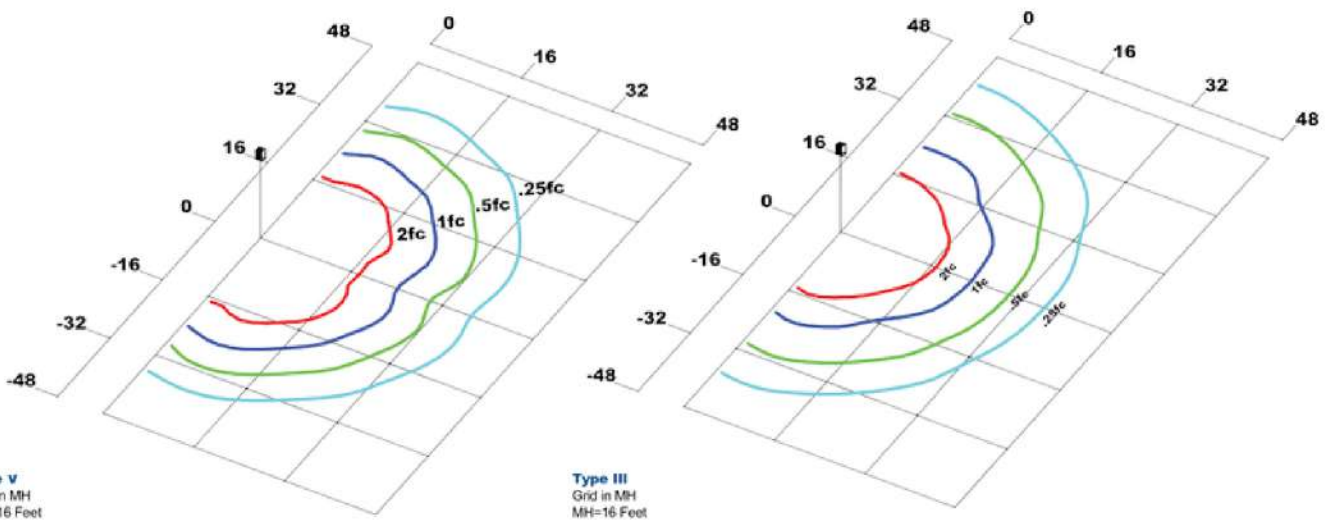 0
48
16
32
32
48
16
.25fc
.5fc
1fc
2fc
0
-16
-32
-48
e V
n MH
16 Feet
0
48
16
32
32
48
16
0
-16
2fc
1fc
.5fc
.25fc
-32
-48
Type III
Grid in MH
MH=16 Feet